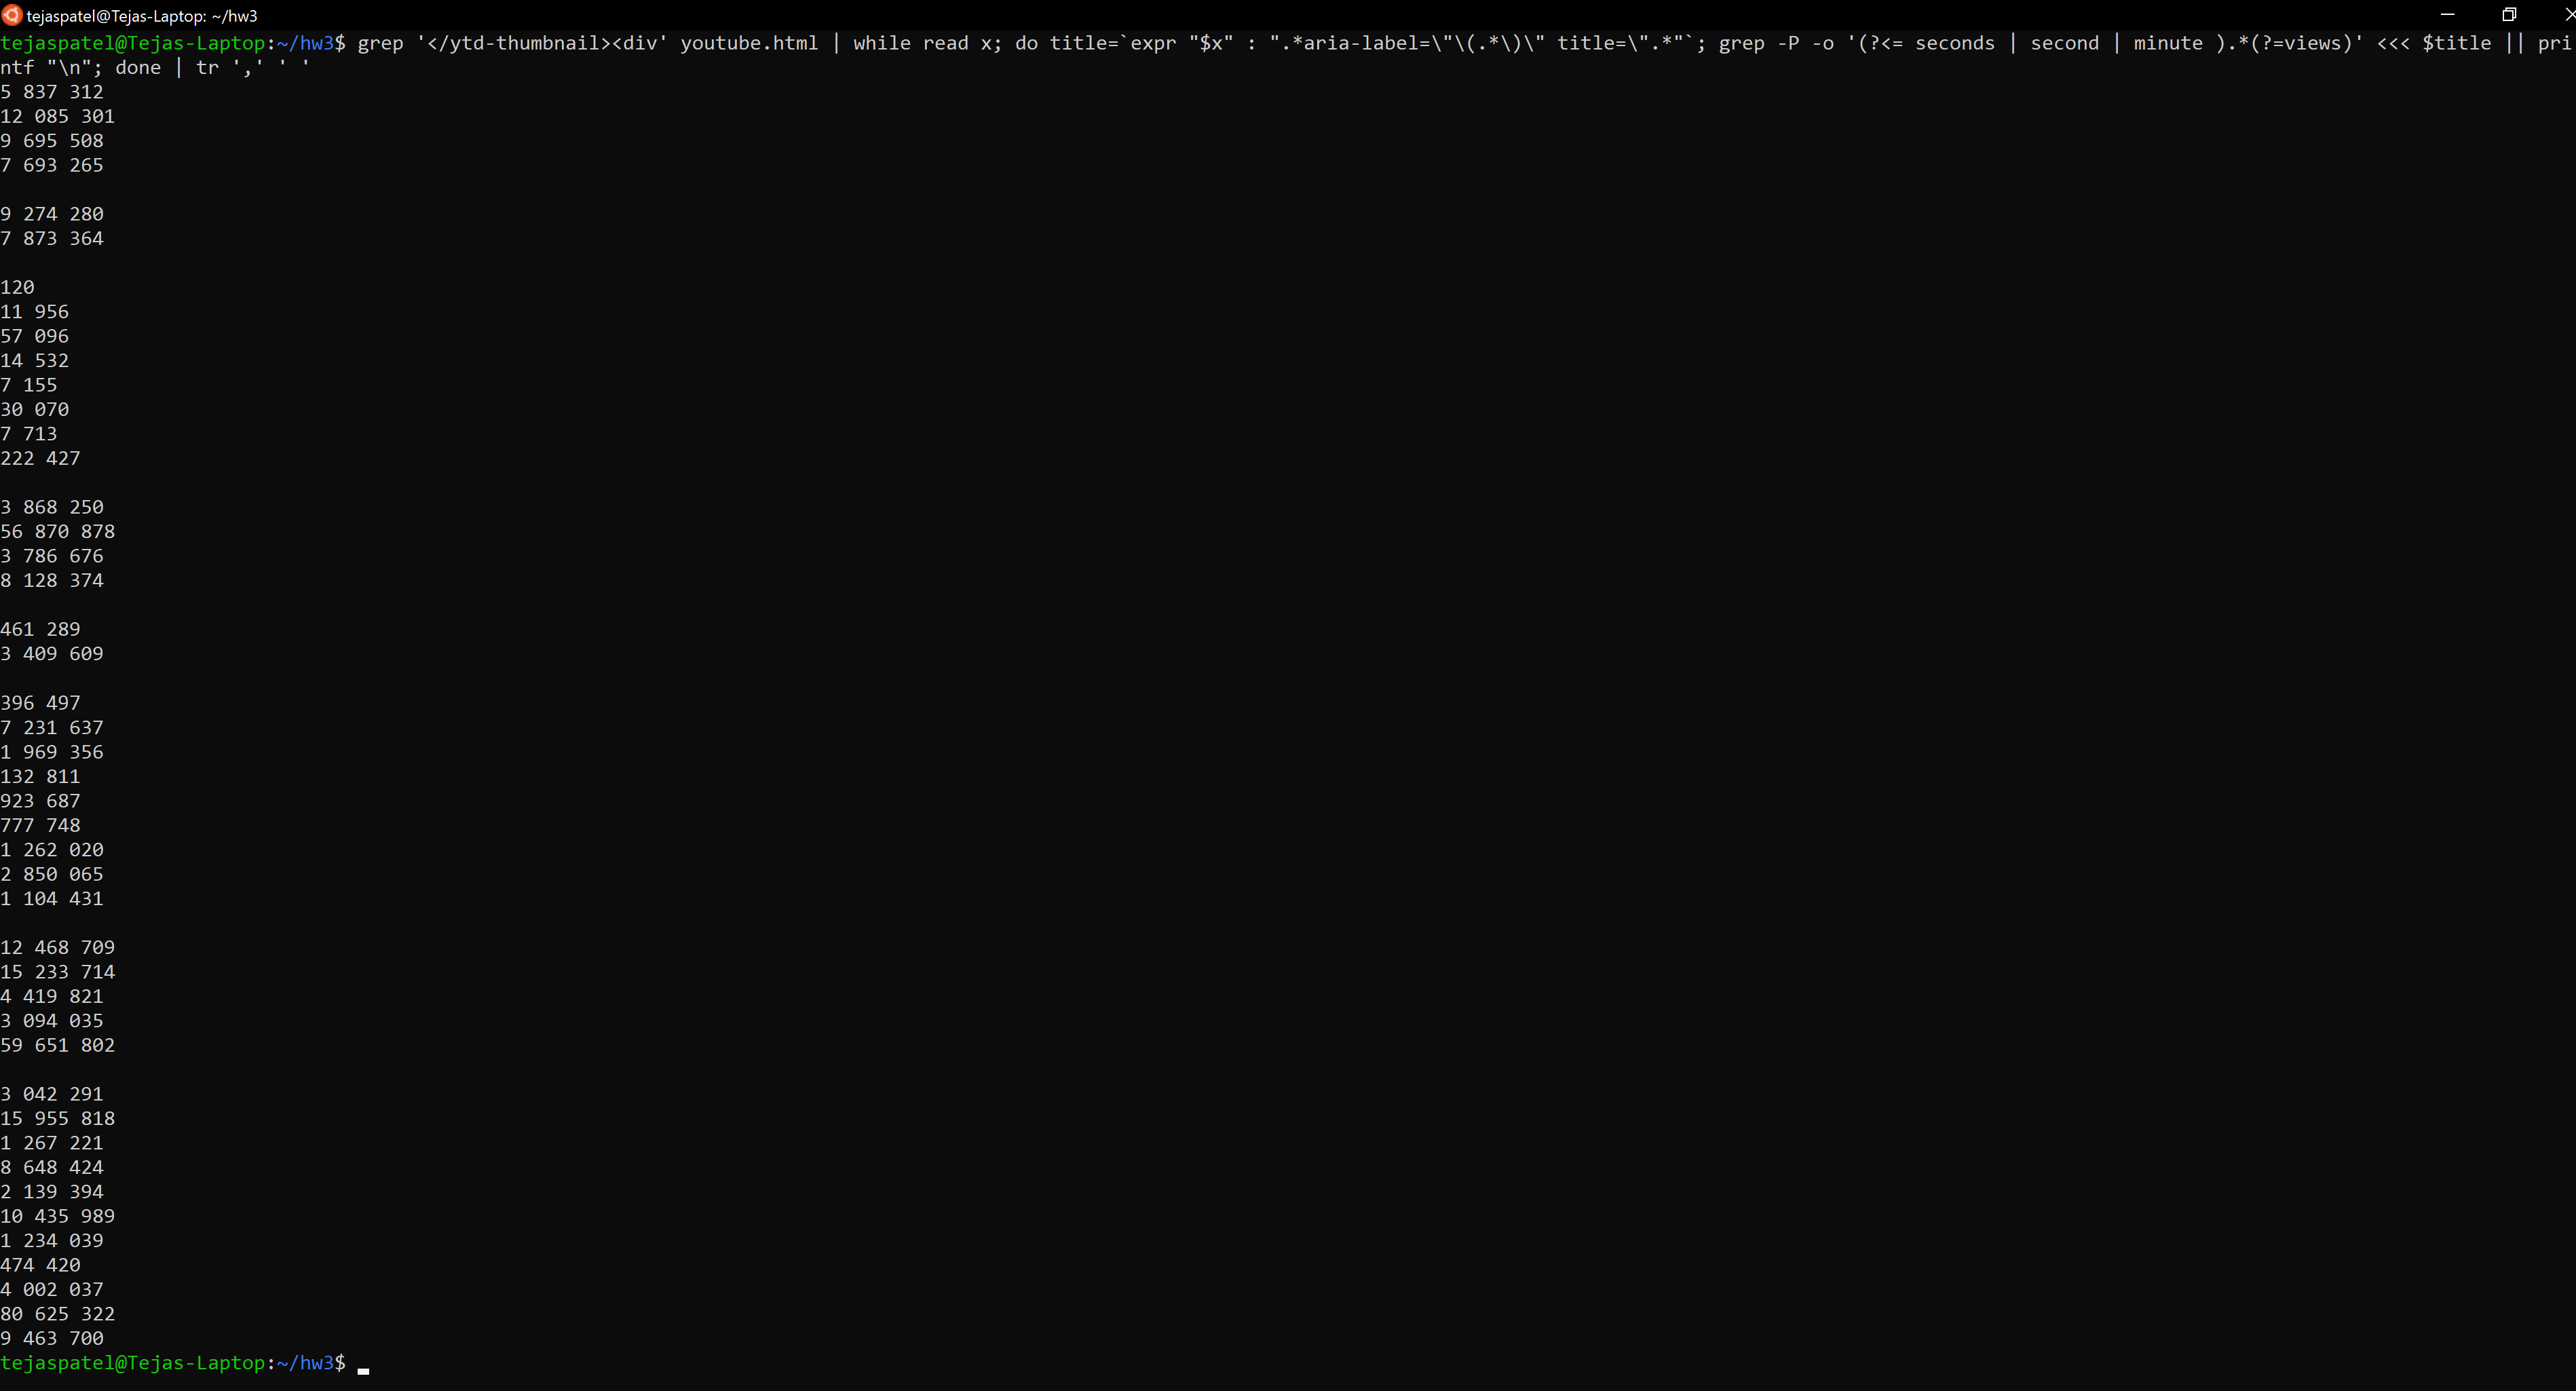 tejaspatel@Tejas-Laptop: ~/hw3
tejaspatel@Tejas-Laptop:~/hw3$ grep '</ytd-thumbnail><div' youtube.html | while read x; do title=`expr "$x" : ".*aria-label=\"\(.*\)\" title=\".*"`; grep -P -o '(?<= seconds | second | minute ).*(?=views)' <<< $title || pri
ntf "\n"; done | tr ',' ' '
5 837 312
12 085 301
9 695 508
7 693 265

9 274 280
7 873 364

120
11 956
57 096
14 532
7 155
30 070
7 713
222 427

3 868 250
56 870 878
3 786 676
8 128 374

461 289
3 409 609

396 497
7 231 637
1 969 356
132 811
923 687
777 748
1 262 020
2 850 065
1 104 431

12 468 709
15 233 714
4 419 821
3 094 035
59 651 802

3 042 291
15 955 818
1 267 221
8 648 424
2 139 394
10 435 989
1 234 039
474 420
4 002 037
80 625 322
9 463 700
tejaspatel@Tejas-Laptop:~/hw3$